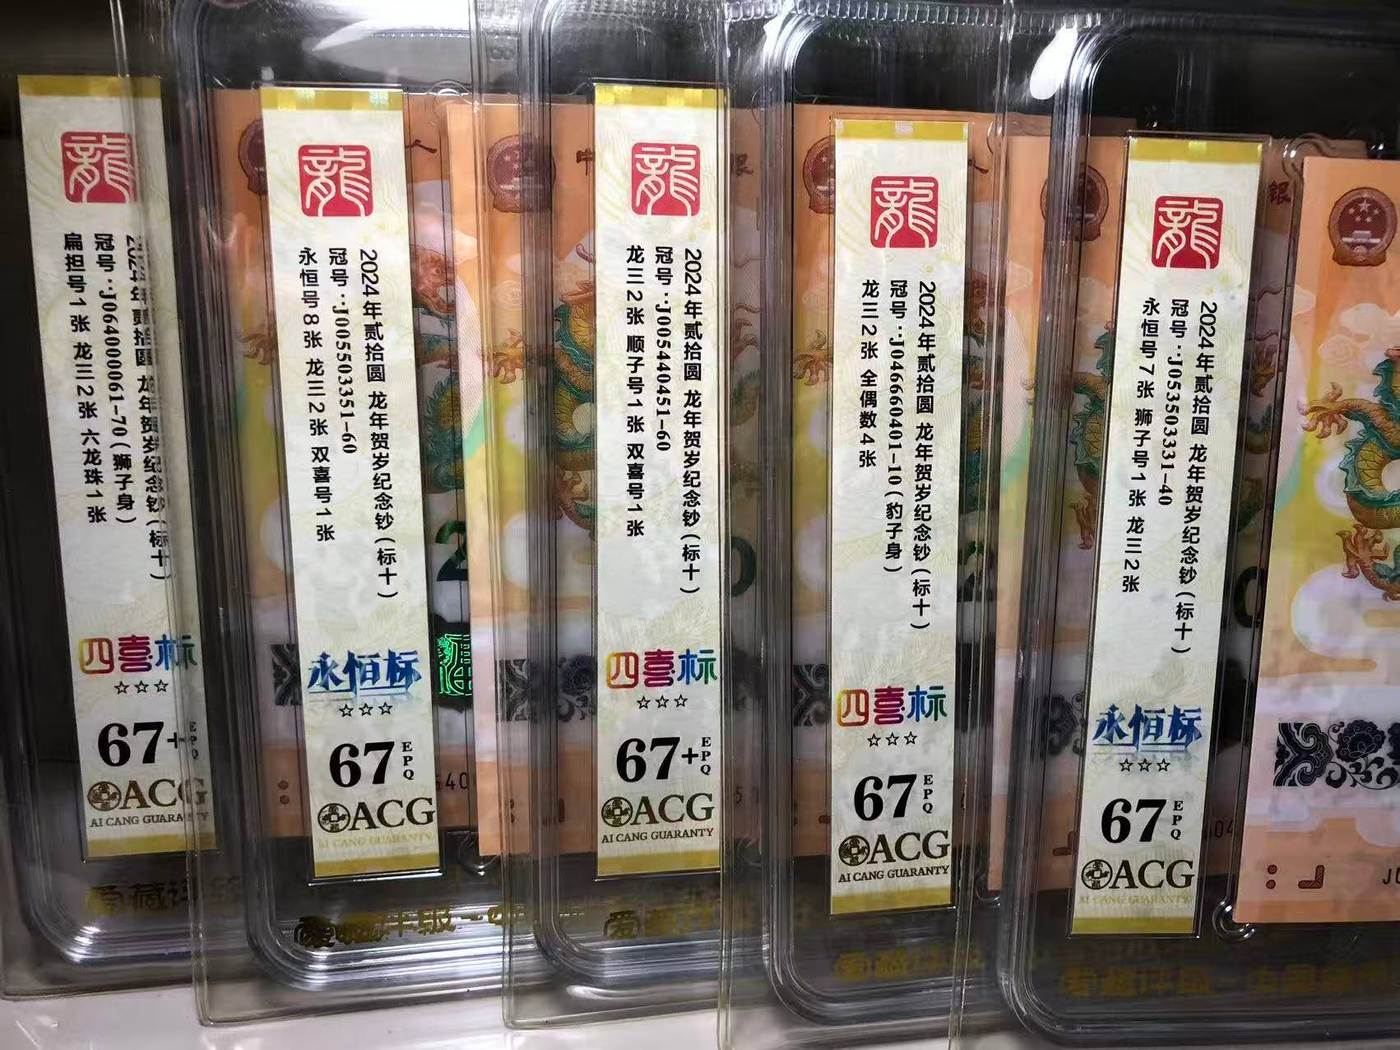 龍
2024年贰拾圆 龙年贺岁纪念钞(标十)
冠号:J064000061-70(狮子身)
扁担号1张 龙三2张 六龙珠1张
四喜标
☆☆☆
67+ EPQ
ACG
AI CANG GUARANTY
龍
2024年贰拾圆 龙年贺岁纪念钞(标十)
冠号:J065503351-60
永恒号8张 龙三2张 双喜号1张
永恒标
☆☆☆
67 EPQ
ACG
AI CANG GUARANTY
龍
2024年贰拾圆 龙年贺岁纪念钞(标十)
冠号:J005440451-60
龙三2张 顺子号1张 双喜号1张
四喜标
☆☆☆
67+ EPQ
ACG
AI CANG GUARANTY
龍
2024年贰拾圆 龙年贺岁纪念钞(标十)
冠号:J046660401-10(豹子身)
龙三2张 全偶数4张
四喜标
☆☆☆
67 EPQ
ACG
AI CANG GUARANTY
龍
2024年贰拾圆 龙年贺岁纪念钞(标十)
冠号:J053503331-40
永恒号7张 狮子号1张 龙三2张
永恒标
☆☆☆
67 EPQ
ACG
AI CANG GUARANTY
银